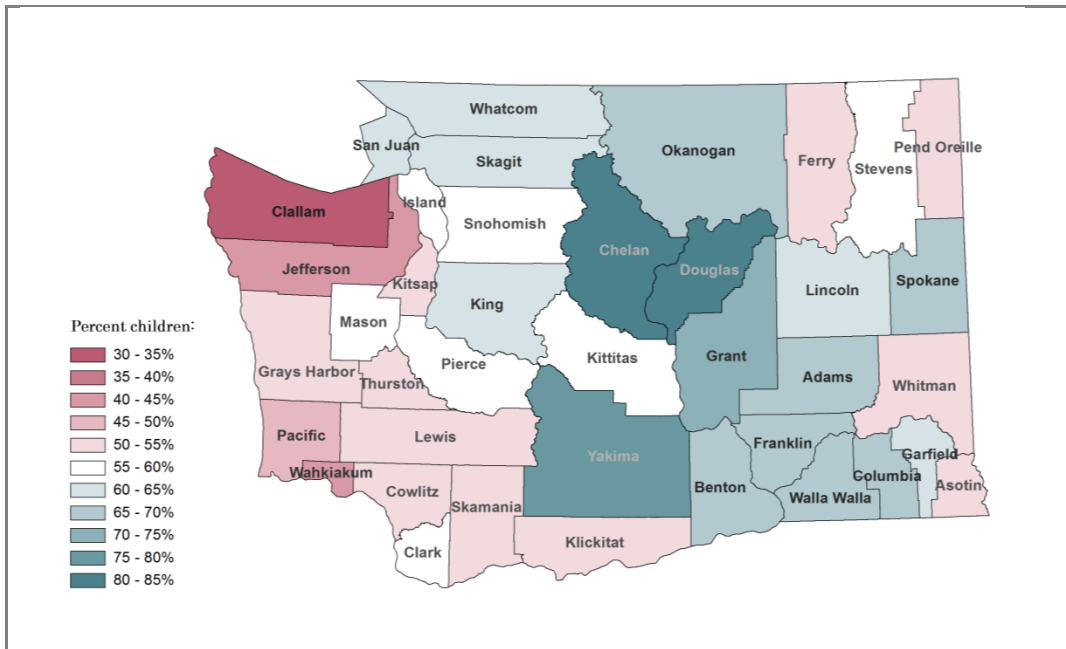 Whatcom
San Juan
Skagit
Okanogan
Ferry
Stevens
Pend Oreille
Clallam
Island
Snohomish
Chelan
Douglas
Jefferson
Kitsap
King
Lincoln
Spokane
Mason
Pierce
Kittitas
Grant
Grays Harbor
Thurston
Adams
Whitman
Pacific
Lewis
Yakima
Franklin
Garfield
Wahkiakum
Cowlitz
Skamania
Benton
Walla Walla
Columbia
Asotin
Clark
Klickitat
Percent children:
30 - 35%
35 - 40%
40 - 45%
45 - 50%
50 - 55%
55 - 60%
60 - 65%
65 - 70%
70 - 75%
75 - 80%
80 - 85%